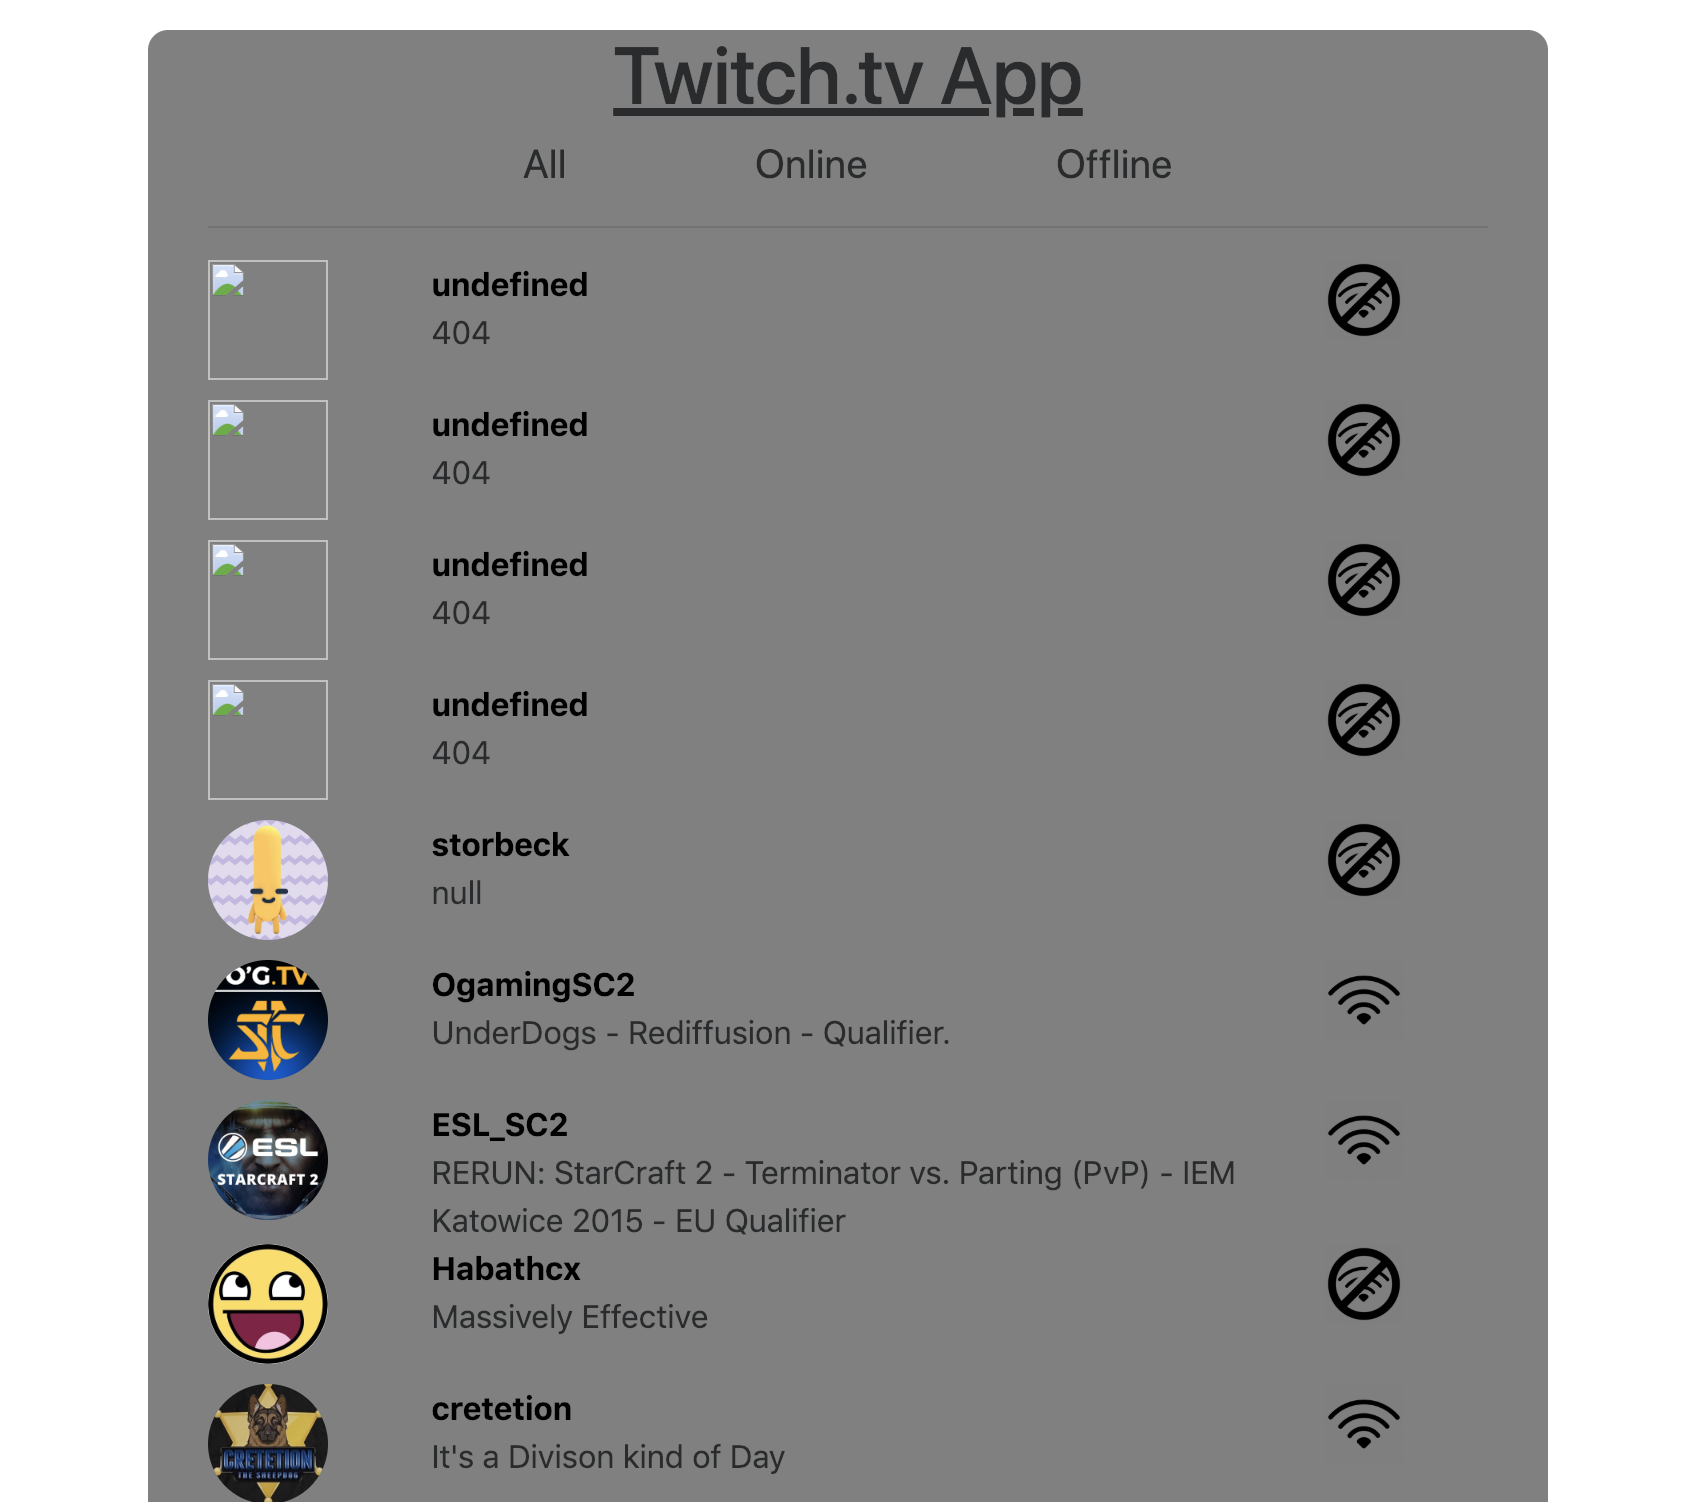 Twitch.tv App
All Online Offline
undefined
404
undefined
404
undefined
404
undefined
404
storbeck
null
O'G.TV
SC
OgamingSC2
UnderDogs - Rediffusion - Qualifier.
ESL
STARCRAFT 2
ESL_SC2
RERUN: StarCraft 2 - Terminator vs. Parting (PvP) - IEM
Katowice 2015 - EU Qualifier
Habathcx
Massively Effective
CRETETION
THE SHEEPDOG
cretetion
It's a Divison kind of Day